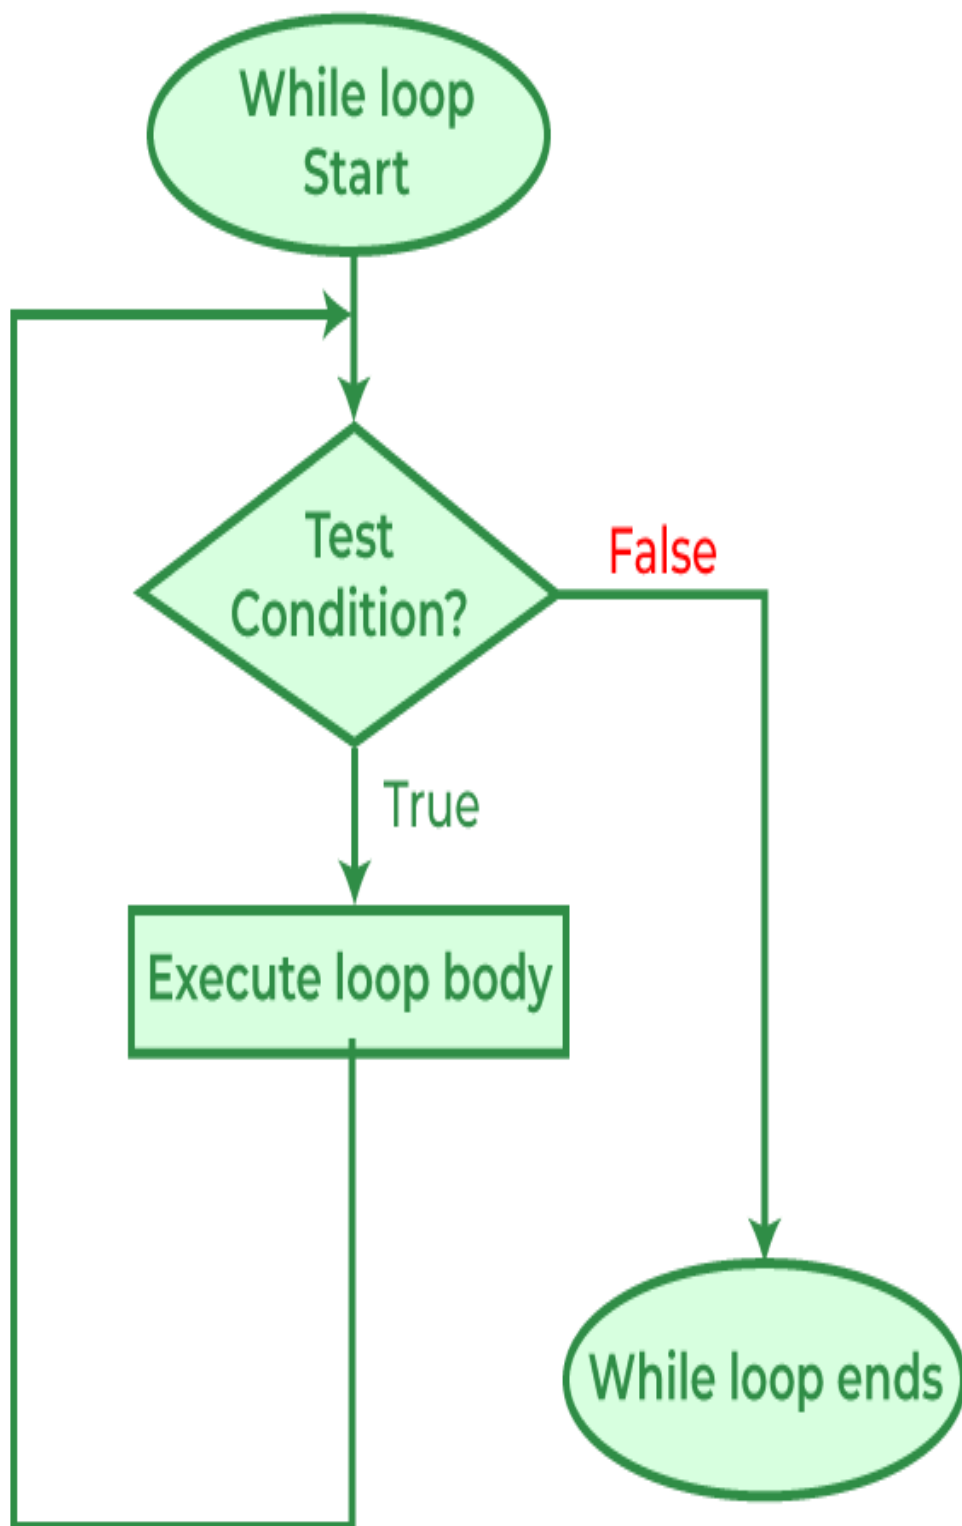 While loop
Start
Test
Condition?
False
True
Execute loop body
While loop ends